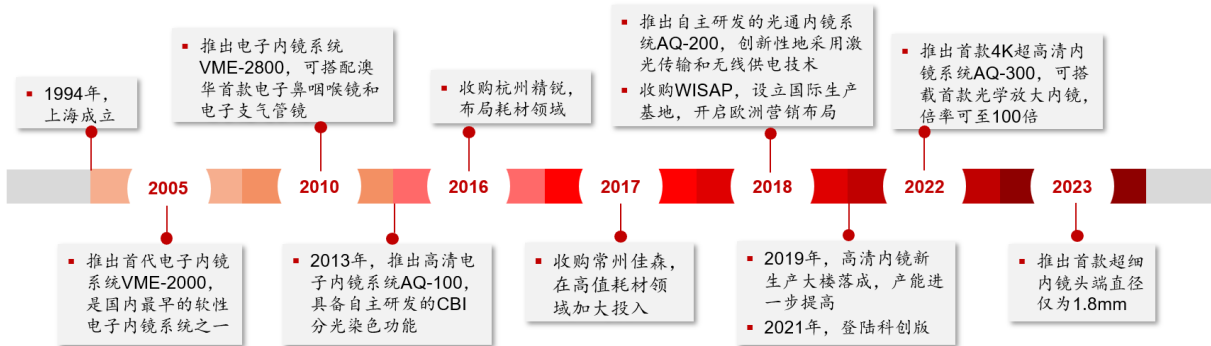 1994年，
上海成立
推出电子内镜系统
VME-2800，可搭配澳
华首款电子鼻咽喉镜和
电子支气管镜
收购杭州精锐，
布局耗材领域
推出自主研发的光通内镜系
统AQ-200，创新性地采用激
光传输和无线供电技术
收购WISAP，设立国际生产
基地，开启欧洲营销布局
推出首款4K超高清内
镜系统AQ-300，可搭
载首款光学放大内镜，
倍率可至100倍
2005
2010
2016
2017
2018
2022
2023
推出首代电子内镜
系统VME-2000，
是国内最早的软性
电子内镜系统之一
2013年，推出高清电
子内镜系统AQ-100，
具备自主研发的CBI
分光染色功能
收购常州佳森，
在高值耗材领
域加大投入
2019年，高清内镜新
生产大楼落成，产能进
一步提高
2021年，登陆科创版
推出首款超细
内镜头端直径
仅为1.8mm